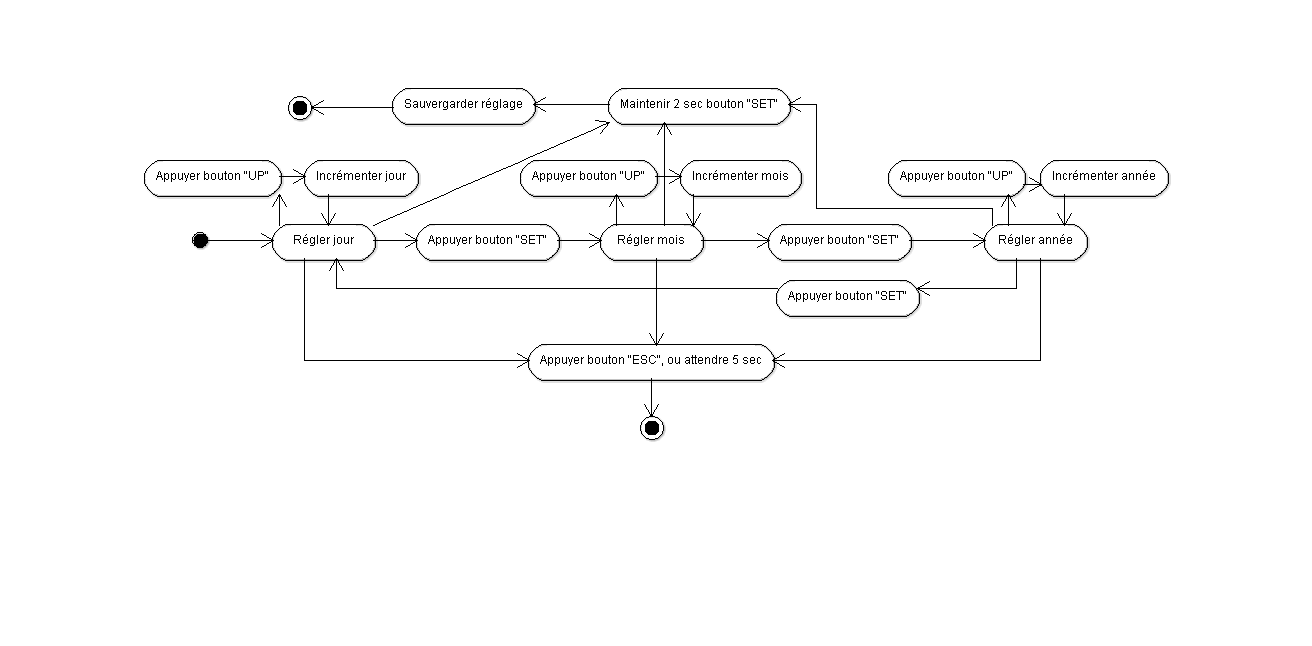 Sauvergarder réglage
Maintenir 2 sec bouton "SET"
Appuyer bouton "UP"
Incrémenter jour
Appuyer bouton "UP"
Incrémenter mois
Appuyer bouton "UP"
Incrémenter année
Régler jour
Appuyer bouton "SET"
Régler mois
Appuyer bouton "SET"
Régler année
Appuyer bouton "SET"
Appuyer bouton "ESC", ou attendre 5 sec